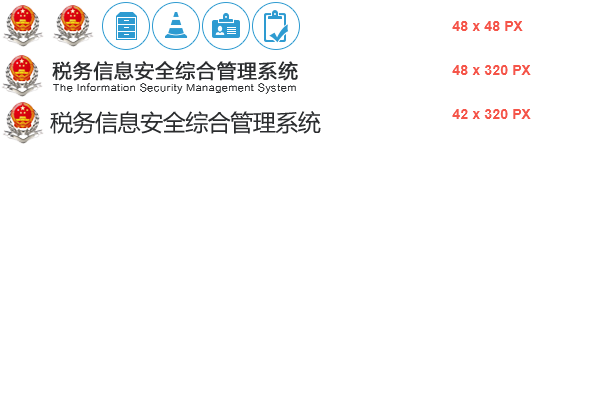 48 x 48 PX
税务信息安全综合管理系统
The Information Security Management System
48 x 320 PX
税务信息安全综合管理系统
42 x 320 PX